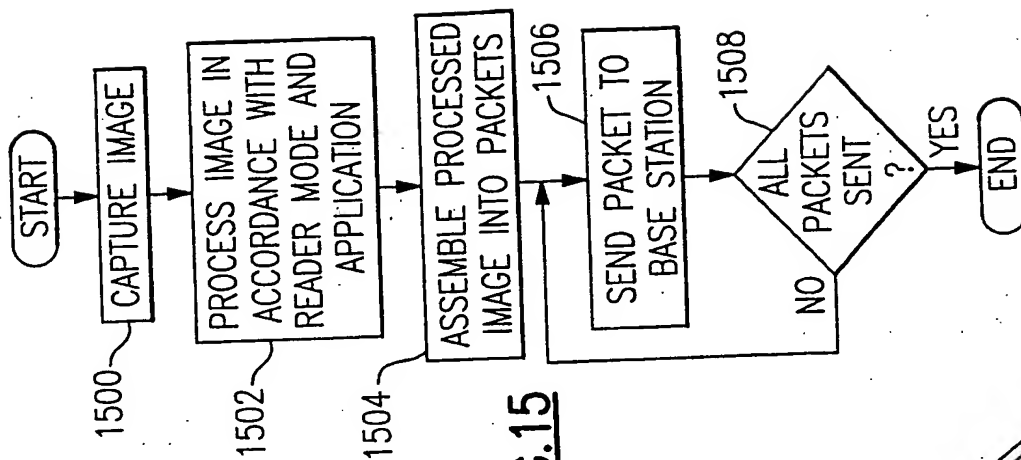 START
CAPTURE IMAGE
1500
PROCESS IMAGE IN
ACCORDANCE WITH
READER MODE AND
APPLICATION
1502
ASSEMBLE PROCESSED
IMAGE INTO PACKETS
1504
SEND PACKET TO
BASE STATION
1506
ALL
PACKETS
SENT
?
1508
NO
YES
END
.15